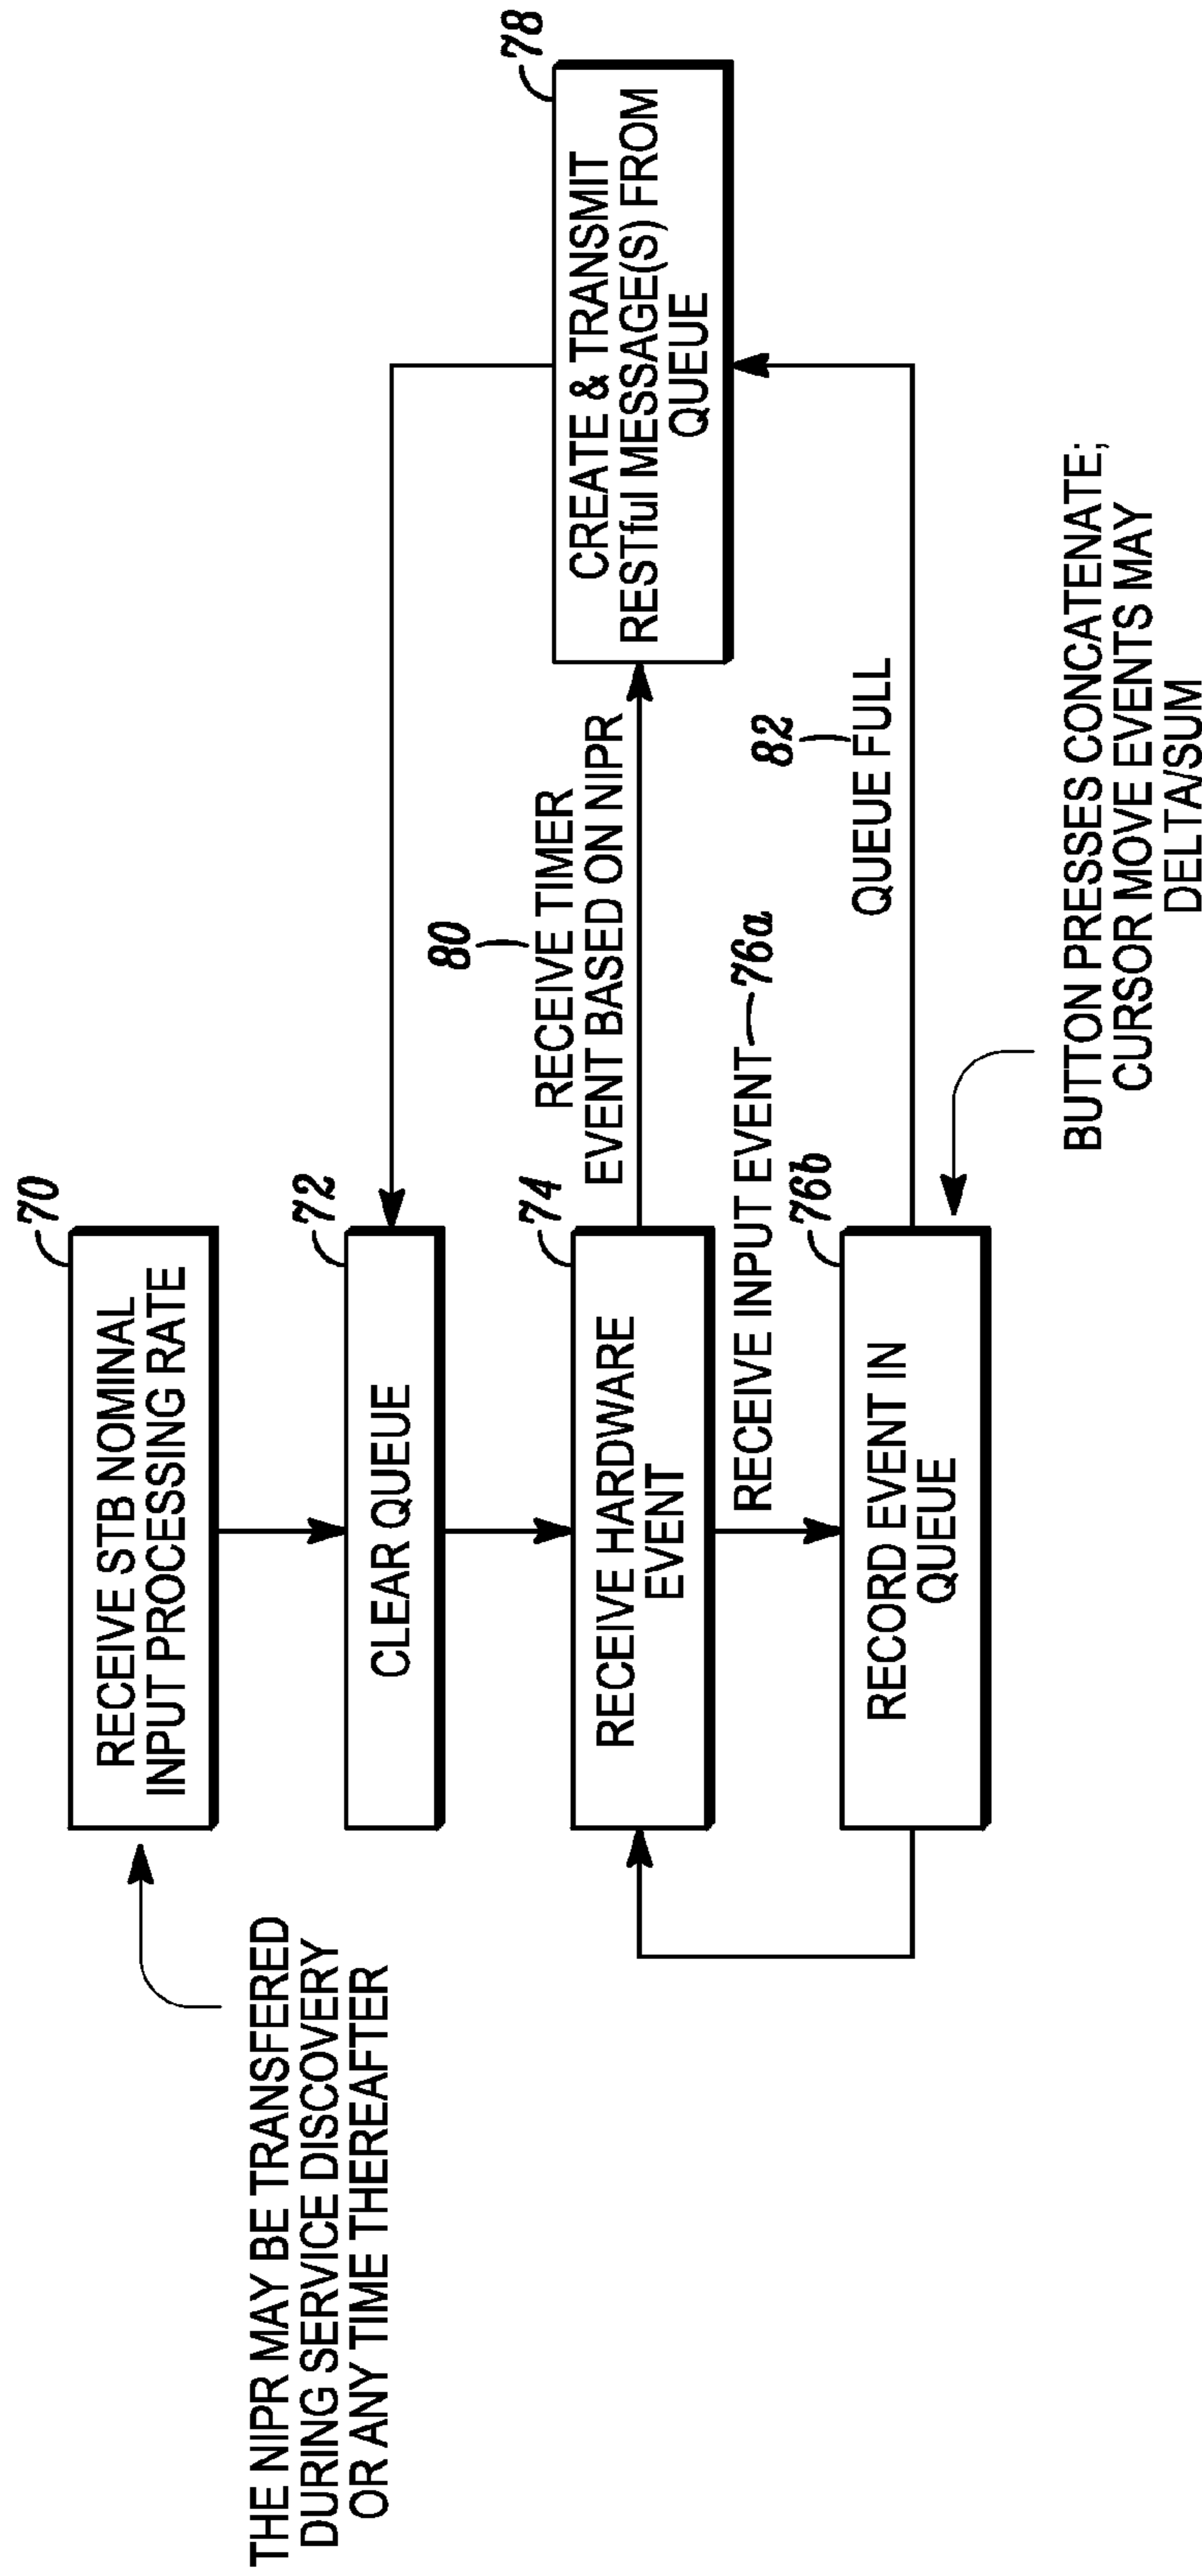 THE NIPR MAY BE TRANSFERED
DURING SERVICE DISCOVERY
OR ANY TIME THEREAFTER
70
RECEIVE STB NOMINAL
INPUT PROCESSING RATE
72
CLEAR QUEUE
74
RECEIVE HARDWARE
EVENT
80
RECEIVE TIMER
EVENT BASED ON NIPR
78
CREATE & TRANSMIT
RESTful MESSAGE(S) FROM
QUEUE
RECEIVE INPUT EVENT 76a
76b
RECORD EVENT IN
QUEUE
82
QUEUE FULL
BUTTON PRESSES CONCATENATE;
CURSOR MOVE EVENTS MAY
DELTA/SUM